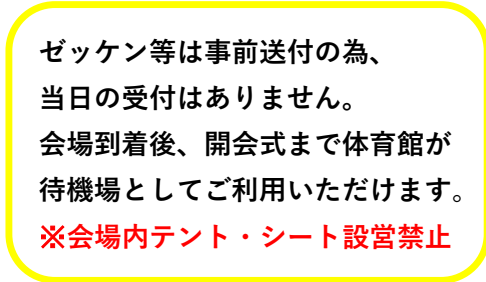 ゼッケン等は事前送付の為、
当日の受付はありません。
会場到着後、開会式まで体育館が
待機場としてご利用いただけます。
※会場内テント・シート設営禁止